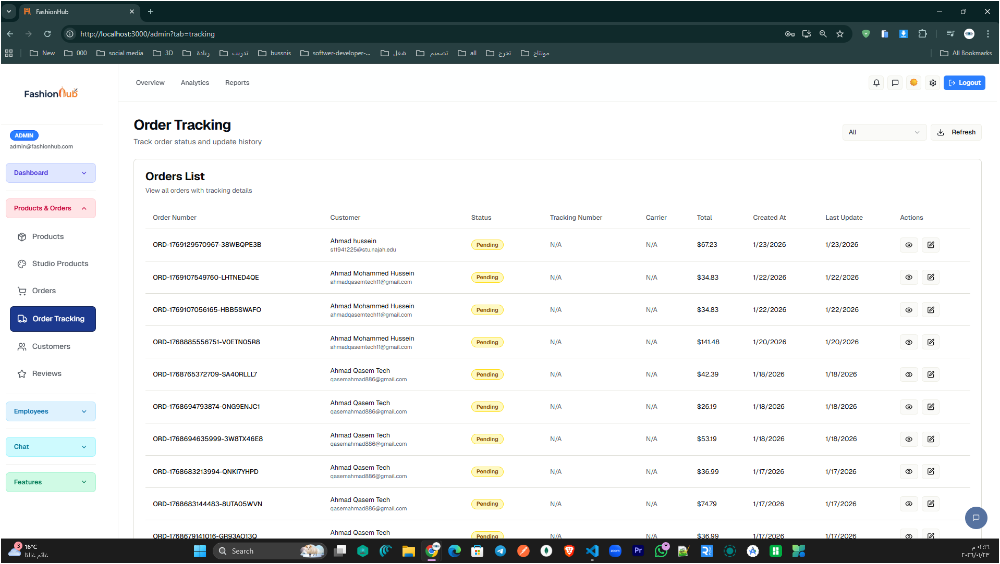 FashionHub
http://localhost:3000/admin?tab=tracking
New
000
social media
3D
ريادة
تدريب
bussnis
softwer-developer-...
شغل
تصميم
all
تخرج
مونتاج
All Bookmarks
FashionHub
Overview
Analytics
Reports
Logout
ADMIN
admin@fashionhub.com
Dashboard
Products & Orders
Products
Studio Products
Orders
Order Tracking
Customers
Reviews
Employees
Chat
Features
Order Tracking
Track order status and update history
All
Refresh
Orders List
View all orders with tracking details
Order Number Customer Status Tracking Number Carrier Total Created At Last Update Actions
ORD-1769129570967-38WBQPE3B Ahmad hussein Pending N/A N/A $67.23 1/23/2026 1/23/2026
s11941225@stu.najah.edu
ORD-1769107549760-LHTNED4QE Ahmad Mohammed Hussein Pending N/A N/A $34.83 1/22/2026 1/22/2026
ahmadqasemtech11@gmail.com
ORD-1769107056165-HBB5SWAFO Ahmad Mohammed Hussein Pending N/A N/A $34.83 1/22/2026 1/22/2026
ahmadqasemtech11@gmail.com
ORD-1768885556751-V0ETN05R8 Ahmad Mohammed Hussein Pending N/A N/A $141.48 1/20/2026 1/20/2026
ahmadqasemtech11@gmail.com
ORD-1768765372709-SA40RLLL7 Ahmad Qasem Tech Pending N/A N/A $42.39 1/18/2026 1/18/2026
qasemahmad886@gmail.com
ORD-1768694793874-0NG9ENJC1 Ahmad Qasem Tech Pending N/A N/A $26.19 1/18/2026 1/18/2026
qasemahmad886@gmail.com
ORD-1768694635999-3W8TX46E8 Ahmad Qasem Tech Pending N/A N/A $53.19 1/18/2026 1/18/2026
qasemahmad886@gmail.com
ORD-1768683213994-QNKI7YHPD Ahmad Qasem Tech Pending N/A N/A $36.99 1/17/2026 1/17/2026
qasemahmad886@gmail.com
ORD-1768683144483-8UTA05WVN Ahmad Qasem Tech Pending N/A N/A $74.79 1/17/2026 1/17/2026
qasemahmad886@gmail.com
ORD-1768679141016-GR93AO13Q Ahmad Qasem Tech Pending N/A N/A $36.99 1/17/2026 1/17/2026
3
16°C
غائم غالبًا
Search
zoom
Pr
٣
٠٢:٣١ م
٢٠٢٦/٠١/٢٣